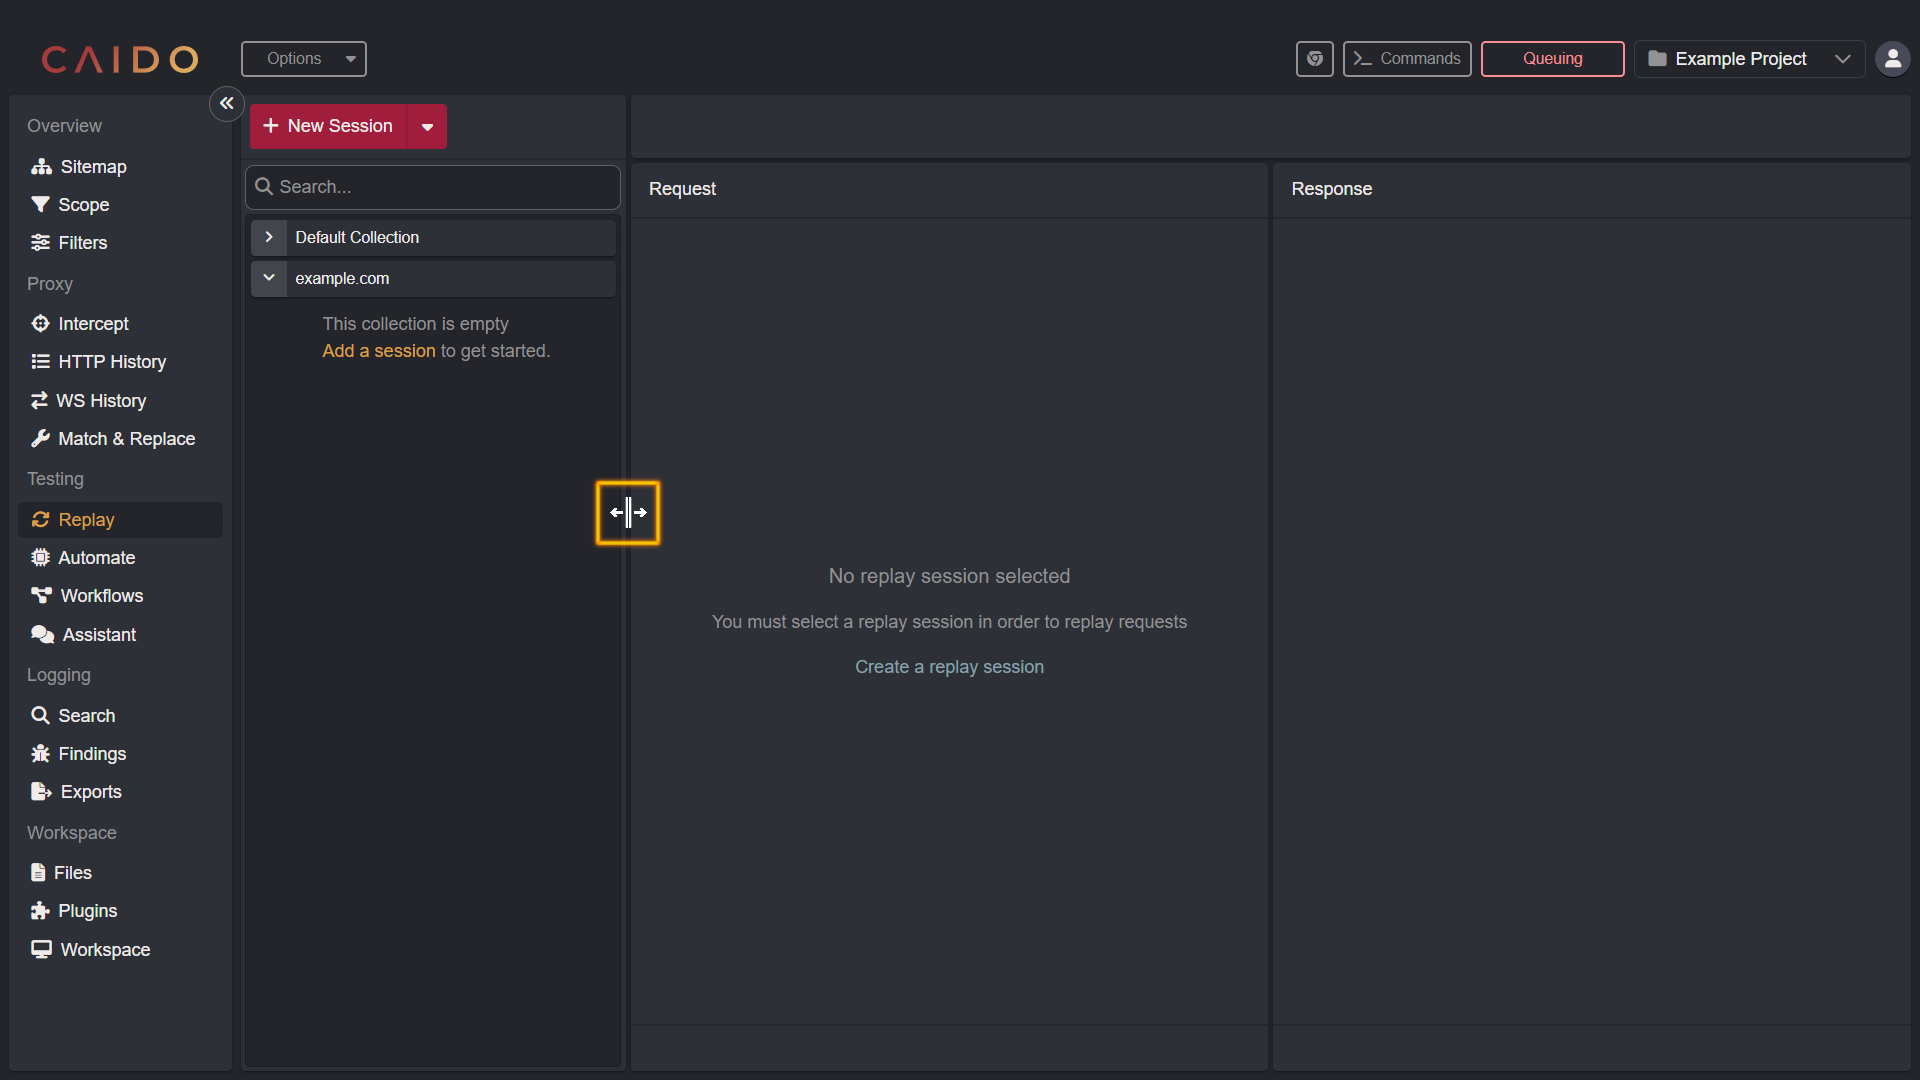 CAIDO
Options
Commands
Queuing
Example Project
Overview
Sitemap
Scope
Filters
Proxy
Intercept
HTTP History
WS History
Match & Replace
Testing
Replay
Automate
Workflows
Assistant
Logging
Search
Findings
Exports
Workspace
Files
Plugins
Workspace
New Session
Search...
Default Collection
example.com
This collection is empty
Add a session to get started.
Request
No replay session selected
You must select a replay session in order to replay requests
Create a replay session
Response